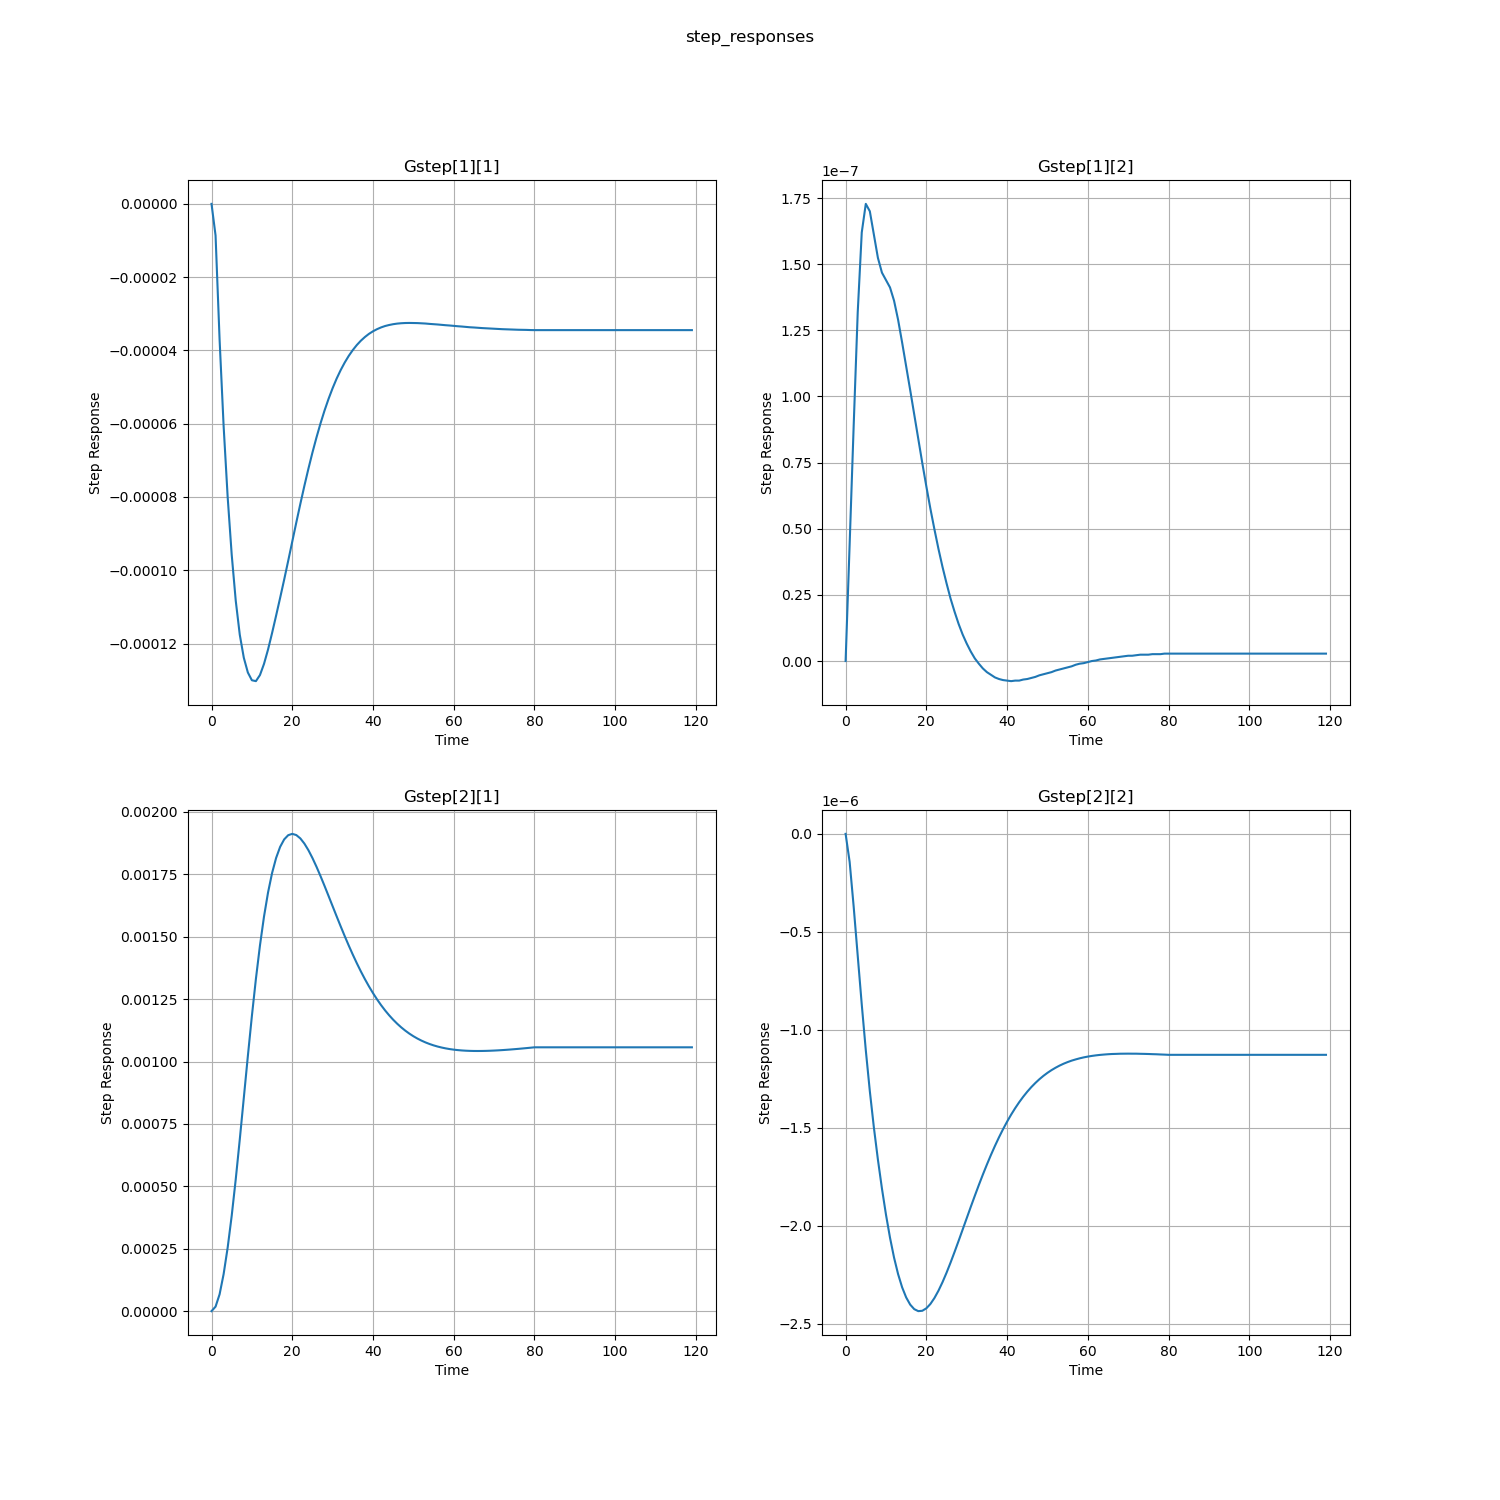 step_responses
Gstep[1][1]
0.00000
−0.00002
−0.00004
−0.00006
−0.00008
−0.00010
−0.00012
Step Response
0 20 40 60 80 100 120
Time
Gstep[1][2]
1e−7
1.75
1.50
1.25
1.00
0.75
0.50
0.25
0.00
Step Response
0 20 40 60 80 100 120
Time
Gstep[2][1]
0.00200
0.00175
0.00150
0.00125
0.00100
0.00075
0.00050
0.00025
0.00000
Step Response
0 20 40 60 80 100 120
Time
Gstep[2][2]
1e−6
0.0
−0.5
−1.0
−1.5
−2.0
−2.5
Step Response
0 20 40 60 80 100 120
Time